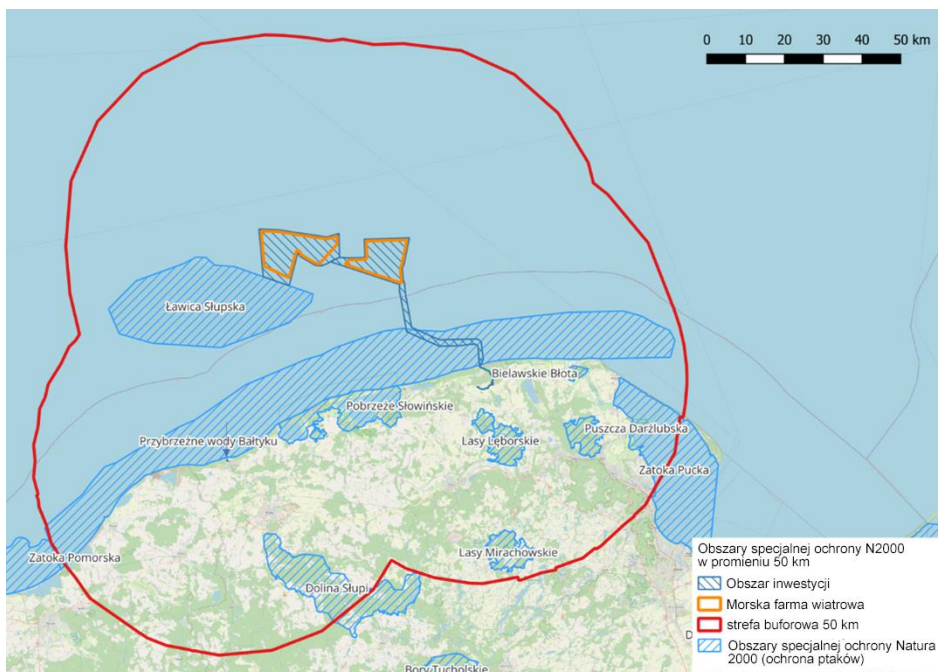 0 10 20 30 40 50 km
Ławica Słupska
Bielawskie Błota
Pobrzeże Słowińskie
Puszcza Darżlubska
Przybrzeżne wody Bałtyku
Lasy Lęborskie
Zatoka Pucka
Zatoka Pomorska
Lasy Mirachowskie
Dolina Słupi
Bory Tucholskie
Obszary specjalnej ochrony N2000
w promieniu 50 km
Obszar inwestycji
Morska farma wiatrowa
strefa buforowa 50 km
Obszary specjalnej ochrony Natura
2000 (ochrona ptaków)